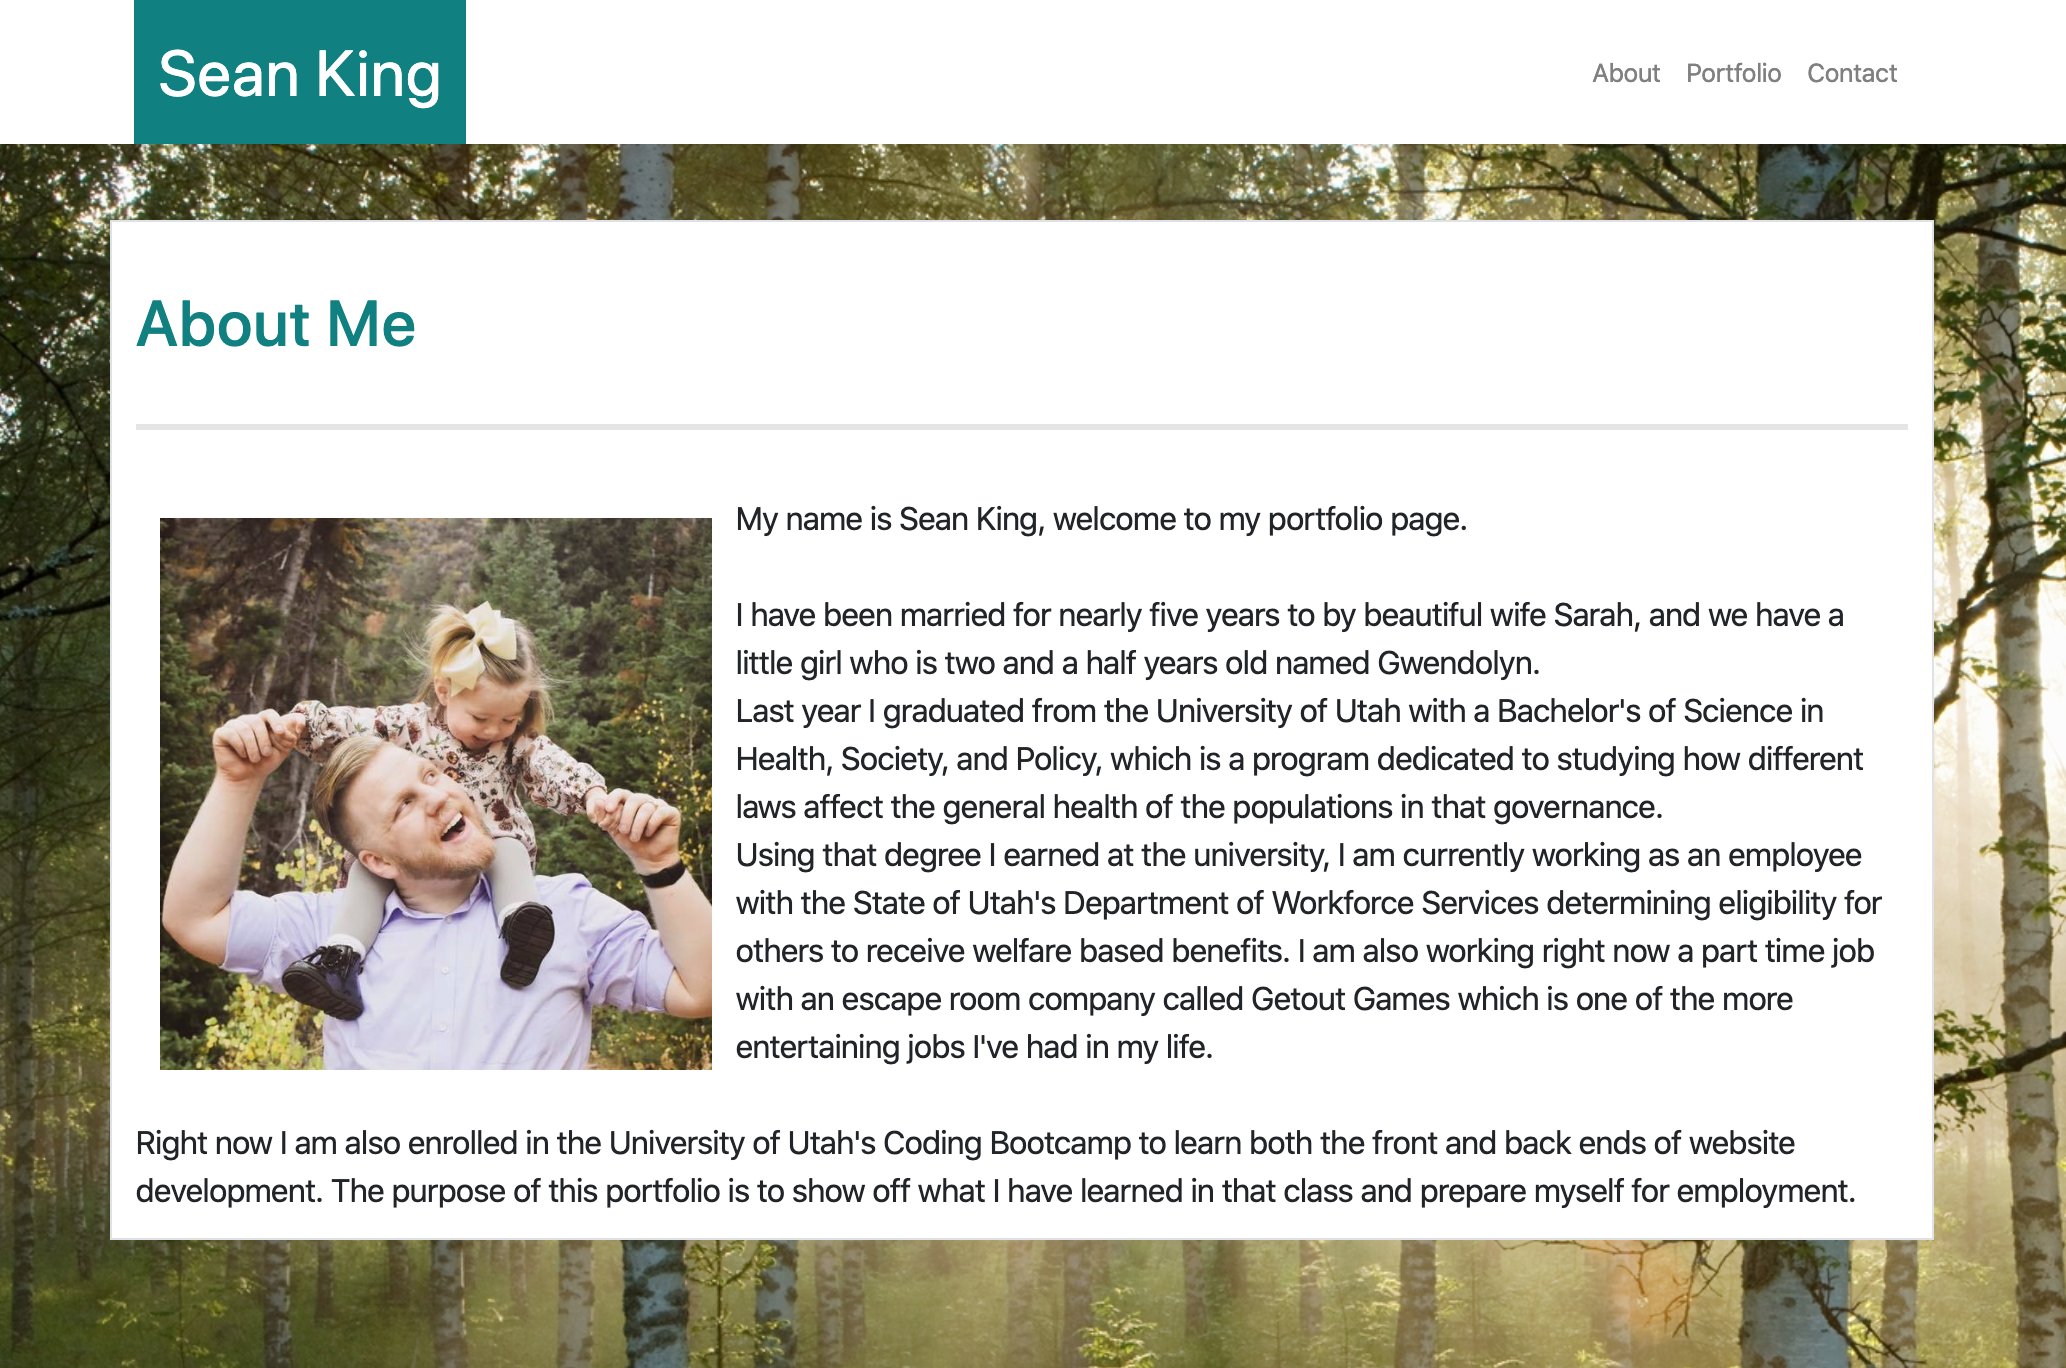 Sean King
About Portfolio Contact
About Me
My name is Sean King, welcome to my portfolio page.
I have been married for nearly five years to by beautiful wife Sarah, and we have a
little girl who is two and a half years old named Gwendolyn.
Last year I graduated from the University of Utah with a Bachelor's of Science in
Health, Society, and Policy, which is a program dedicated to studying how different
laws affect the general health of the populations in that governance.
Using that degree I earned at the university, I am currently working as an employee
with the State of Utah's Department of Workforce Services determining eligibility for
others to receive welfare based benefits. I am also working right now a part time job
with an escape room company called Getout Games which is one of the more
entertaining jobs I've had in my life.
Right now I am also enrolled in the University of Utah's Coding Bootcamp to learn both the front and back ends of website
development. The purpose of this portfolio is to show off what I have learned in that class and prepare myself for employment.